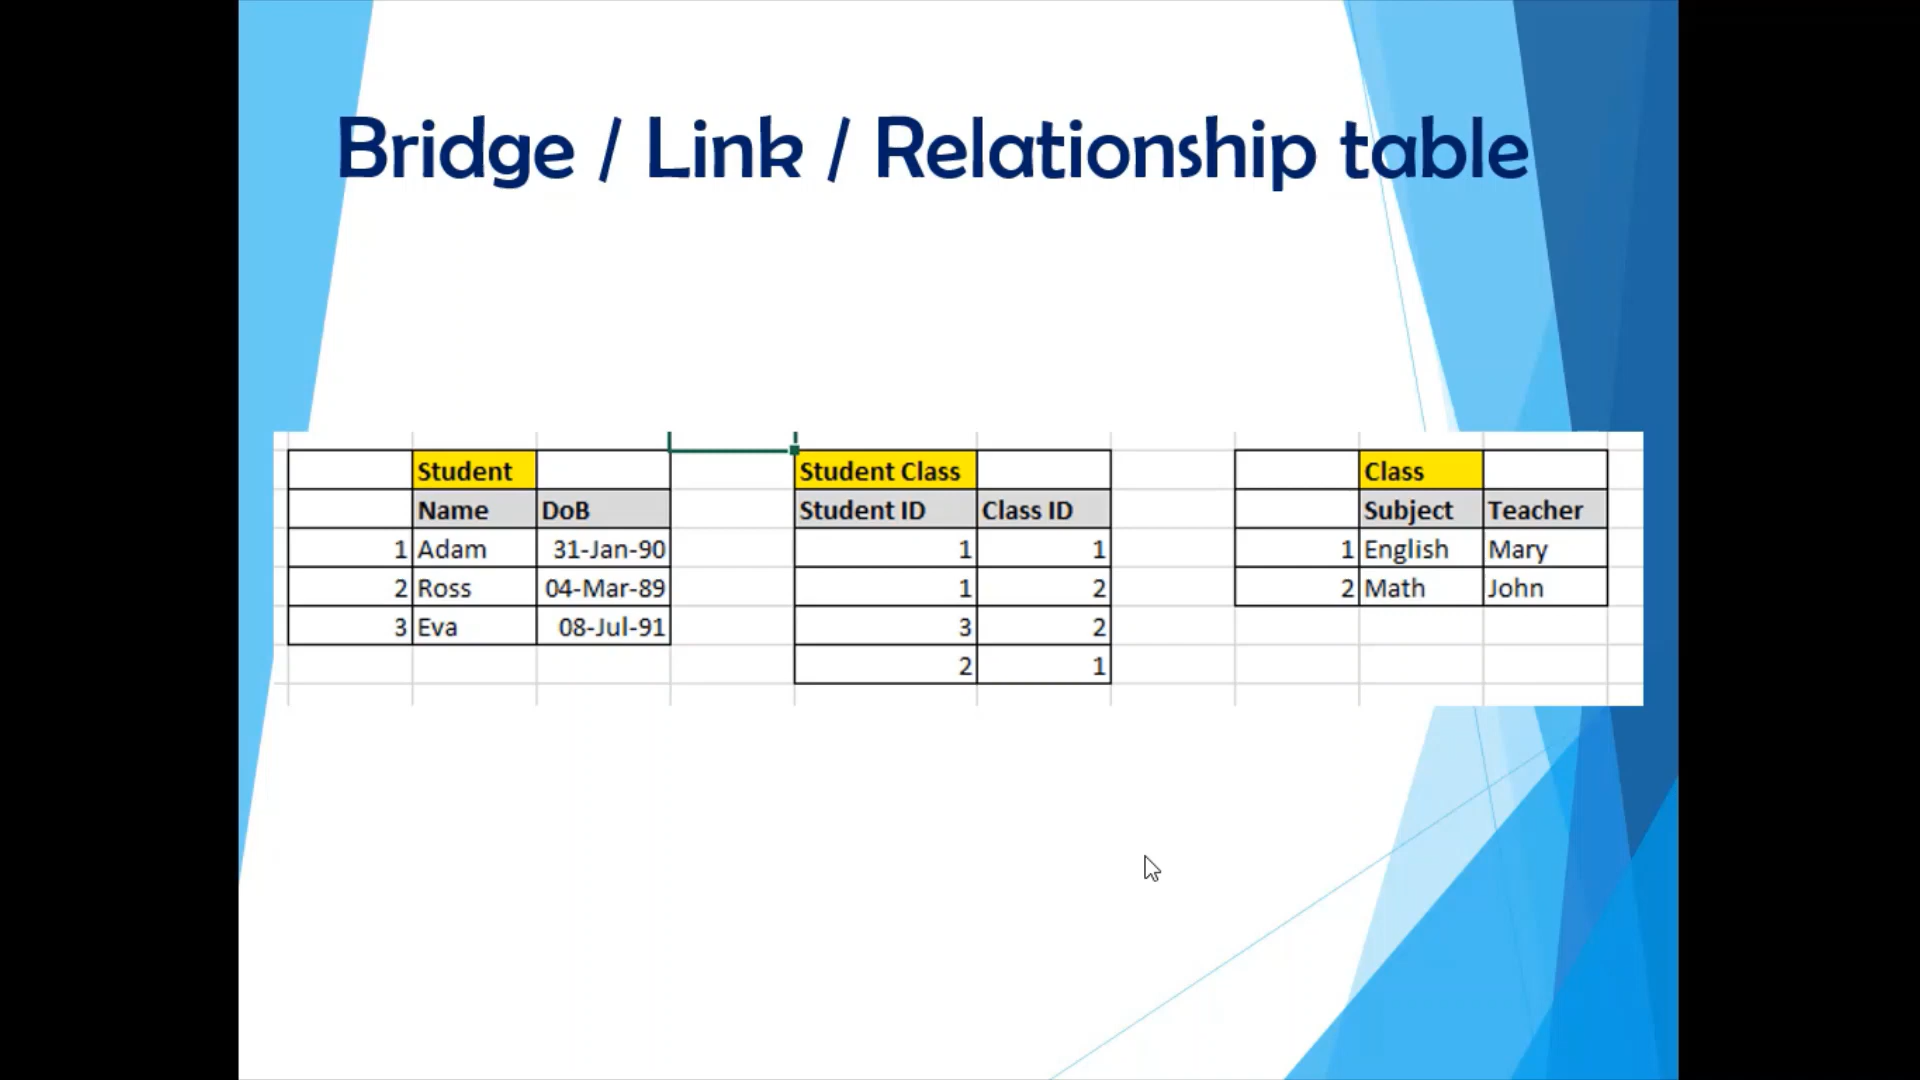 Bridge / Link / Relationship table
Student Student Class Class
Name DoB Student ID Class ID Subject Teacher
1 Adam 31-Jan-90 1 1 1 English Mary
2 Ross 04-Mar-89 1 2 2 Math John
3 Eva 08-Jul-91 3 2
2 1